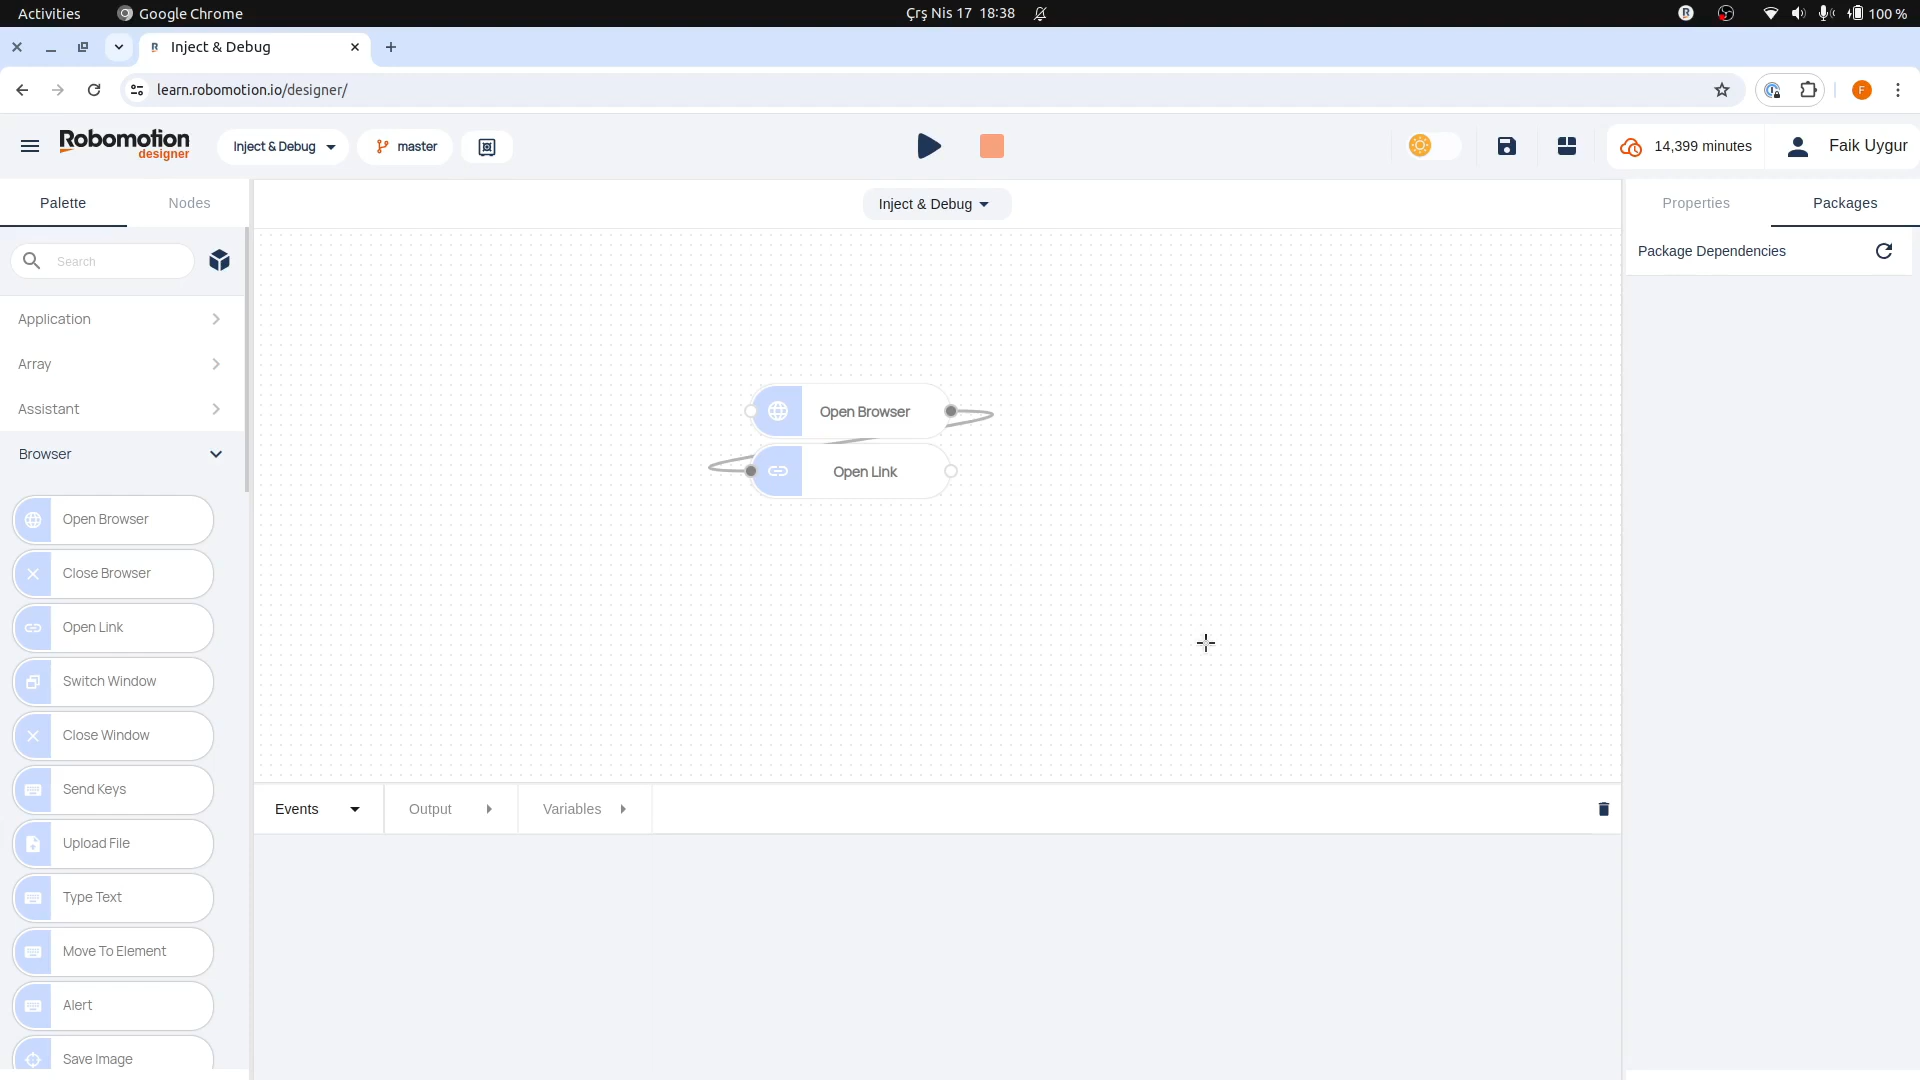 Activities
Google Chrome
Çrş Nis 17 18:38
100 %
Inject & Debug
learn.robomotion.io/designer/
F
Robomotion
designer
Inject & Debug
master
14,399 minutes
Faik Uygur
Palette
Nodes
Inject & Debug
Properties
Packages
Search
Package Dependencies
Application
Array
Assistant
Browser
Open Browser
Close Browser
Open Link
Switch Window
Close Window
Send Keys
Upload File
Type Text
Move To Element
Alert
Save Image
Open Browser
Open Link
Events
Output
Variables